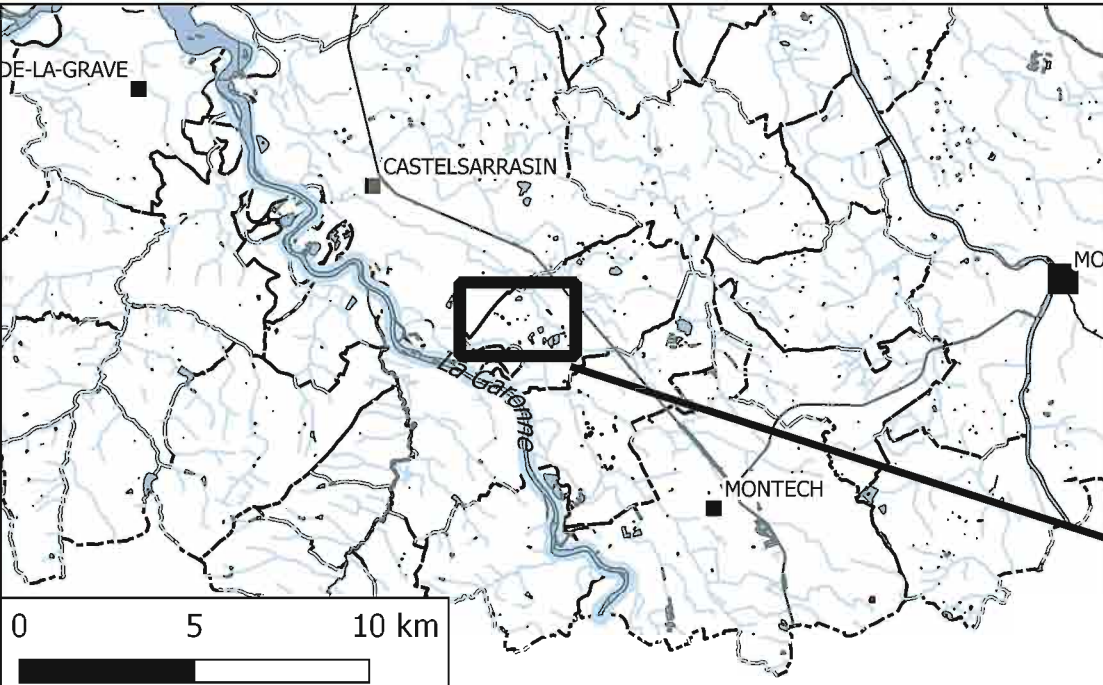 DE-LA-GRAVE
CASTELSARRASIN
MO
La Garonne
MONTECH
0 5 10 km